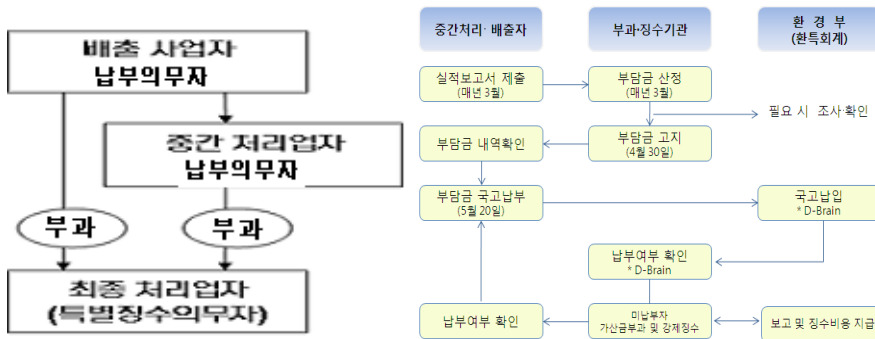 배출 사업자
납부의무자
중간 처리업자
납부의무자
부과
부과
최종 처리업자
(특별징수의무자)
중간처리· 배출자
부과·징수기관
환 경 부
(환특회계)
실적보고서 제출
(매년 3월)
부담금 산정
(매년 3월)
필요 시 조사·확인
부담금 내역확인
부담금 고지
(4월 30일)
부담금 국고납부
(5월 20일)
국고납입
* D-Brain
납부여부 확인
* D-Brain
납부여부 확인
미납부자
가산금부과 및 강제징수
보고 및 징수비용 지급